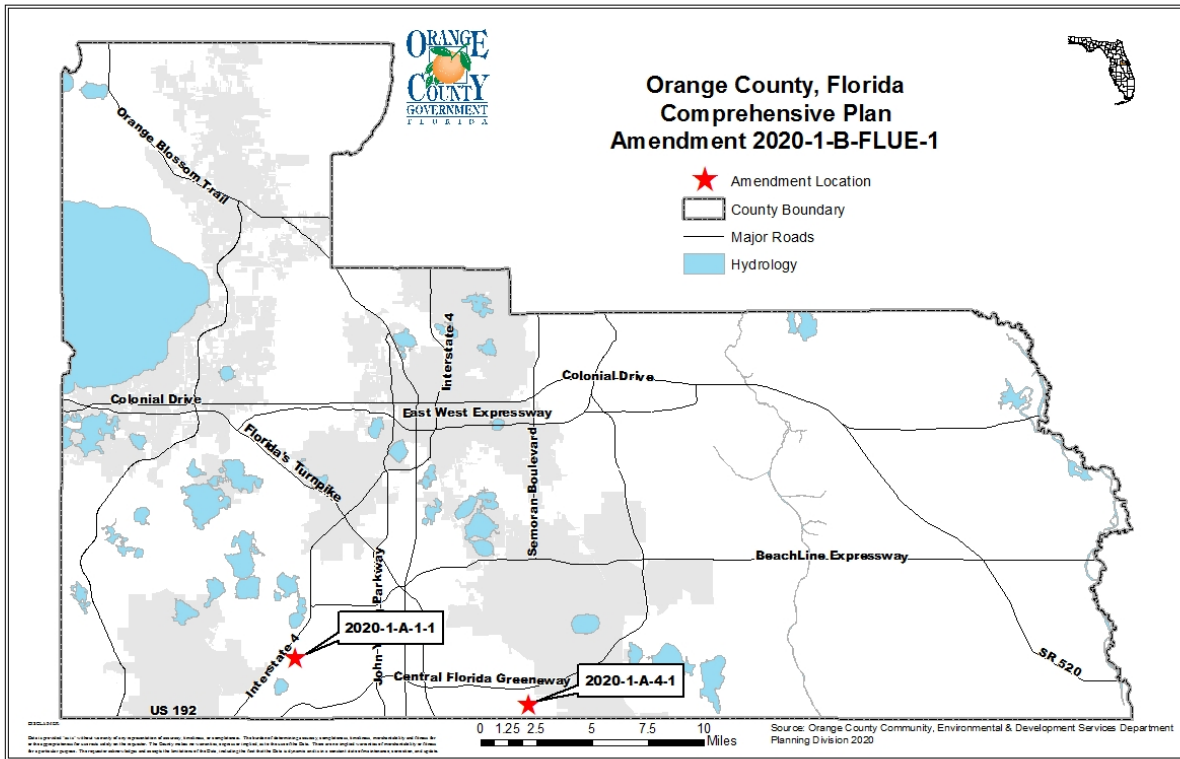 ORANGE
COUNTY
GOVERNMENT
FLORIDA
Orange County, Florida
Comprehensive Plan
Amendment 2020-1-B-FLUE-1
Amendment Location
County Boundary
Major Roads
Hydrology
Orange Blossom Trail
Interstate 4
Colonial Drive
Colonial Drive
East West Expressway
Florida's Turnpike
Semoran Boulevard
BeachLine Expressway
Parkway
2020-1-A-1-1
Interstate 4
Central Florida Greeneway
2020-1-A-4-1
SR 520
US 192
0 1.25 2.5 5 7.5 10
Miles
Source: Orange County Community, Environmental & Development Services Department
Planning Division 2020